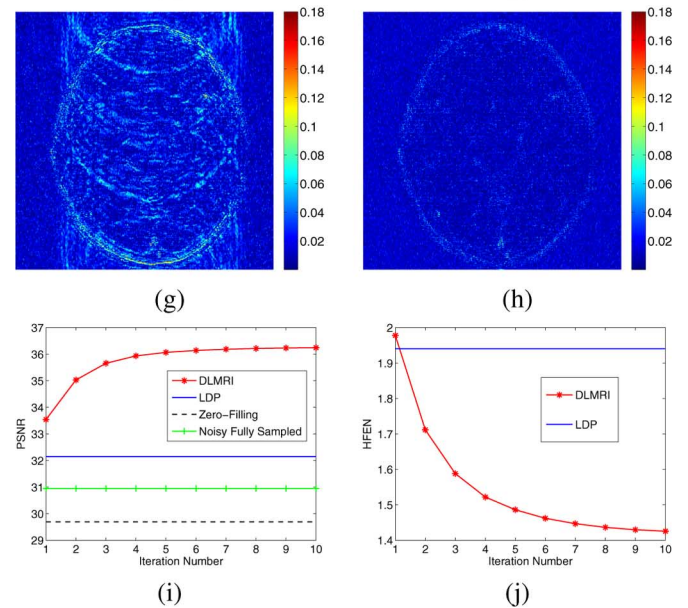 0.18
0.16
0.14
0.12
0.10
0.08
0.06
0.04
0.02
(g)
0.18
0.16
0.14
0.12
0.10
0.08
0.06
0.04
0.02
(h)
37
36
35
34
33
32
31
30
29
PSNR
DLMRI
LDP
Zero-Filling
Noisy Fully Sampled
1 2 3 4 5 6 7 8 9 10
Iteration Number
(i)
2
1.9
1.8
1.7
1.6
1.5
1.4
HFEN
DLMRI
LDP
1 2 3 4 5 6 7 8 9 10
Iteration Number
(j)